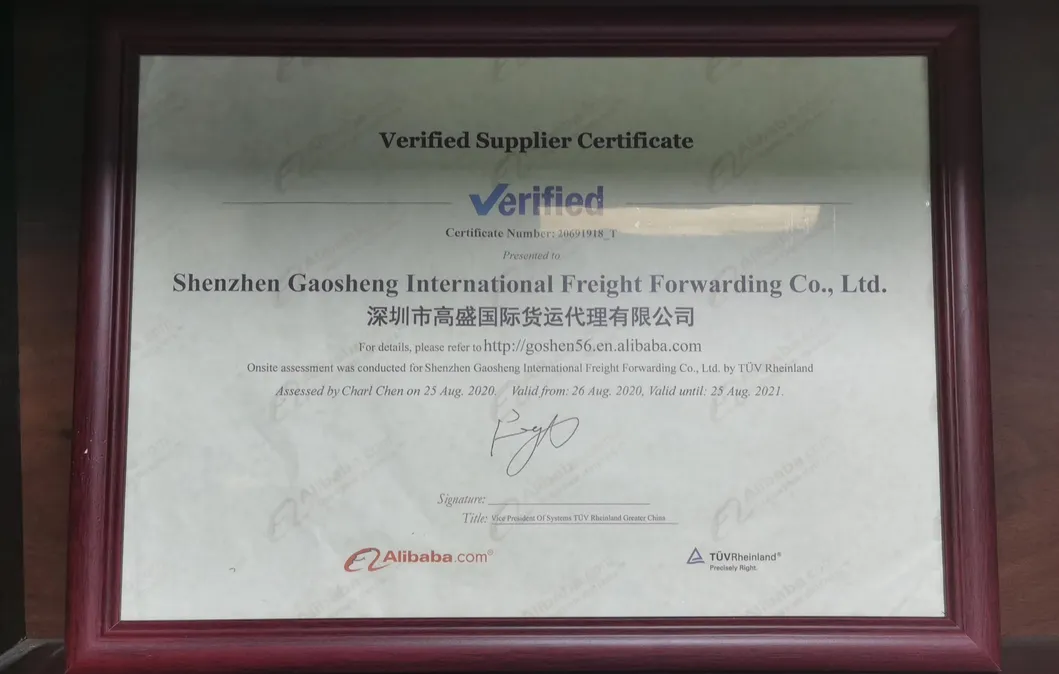 Verified Supplier Certificate
Verified
Certificate Number: 20691918_T
Presented to
Shenzhen Gaosheng International Freight Forwarding Co., Ltd.
深圳市高盛国际货运代理有限公司
For details, please refer to http://goshen56.en.alibaba.com
Onsite assessment was conducted for Shenzhen Gaosheng International Freight Forwarding Co., Ltd. by TÜV Rheinland
Assessed by Charl Chen on 25 Aug. 2020. Valid from: 26 Aug. 2020, Valid until: 25 Aug. 2021.
Signature:
Title: Vice President Of Systems TÜV Rheinland Greater China
Alibaba.com® TÜVRheinland®
Precisely Right.